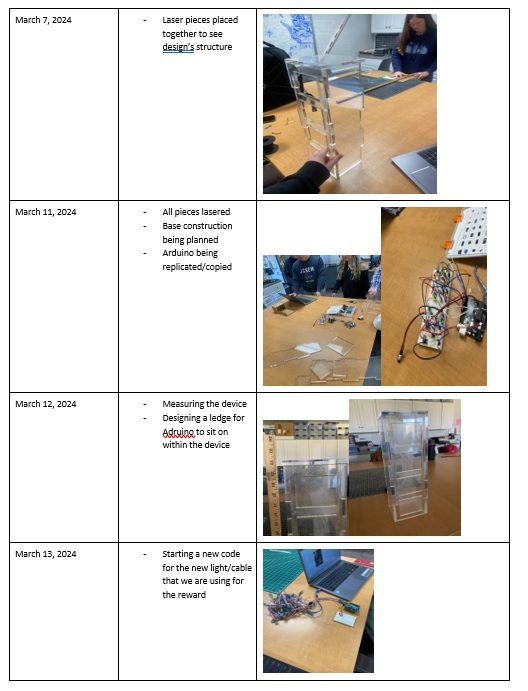 March 7, 2024
- Laser pieces placed
together to see
design's structure
March 11, 2024
- All pieces lasered
- Base construction
being planned
- Arduino being
replicated/copied
March 12, 2024
- Measuring the device
- Designing a ledge for
Adruino to sit on
within the device
March 13, 2024
- Starting a new code
for the new light/cable
that we are using for
the reward